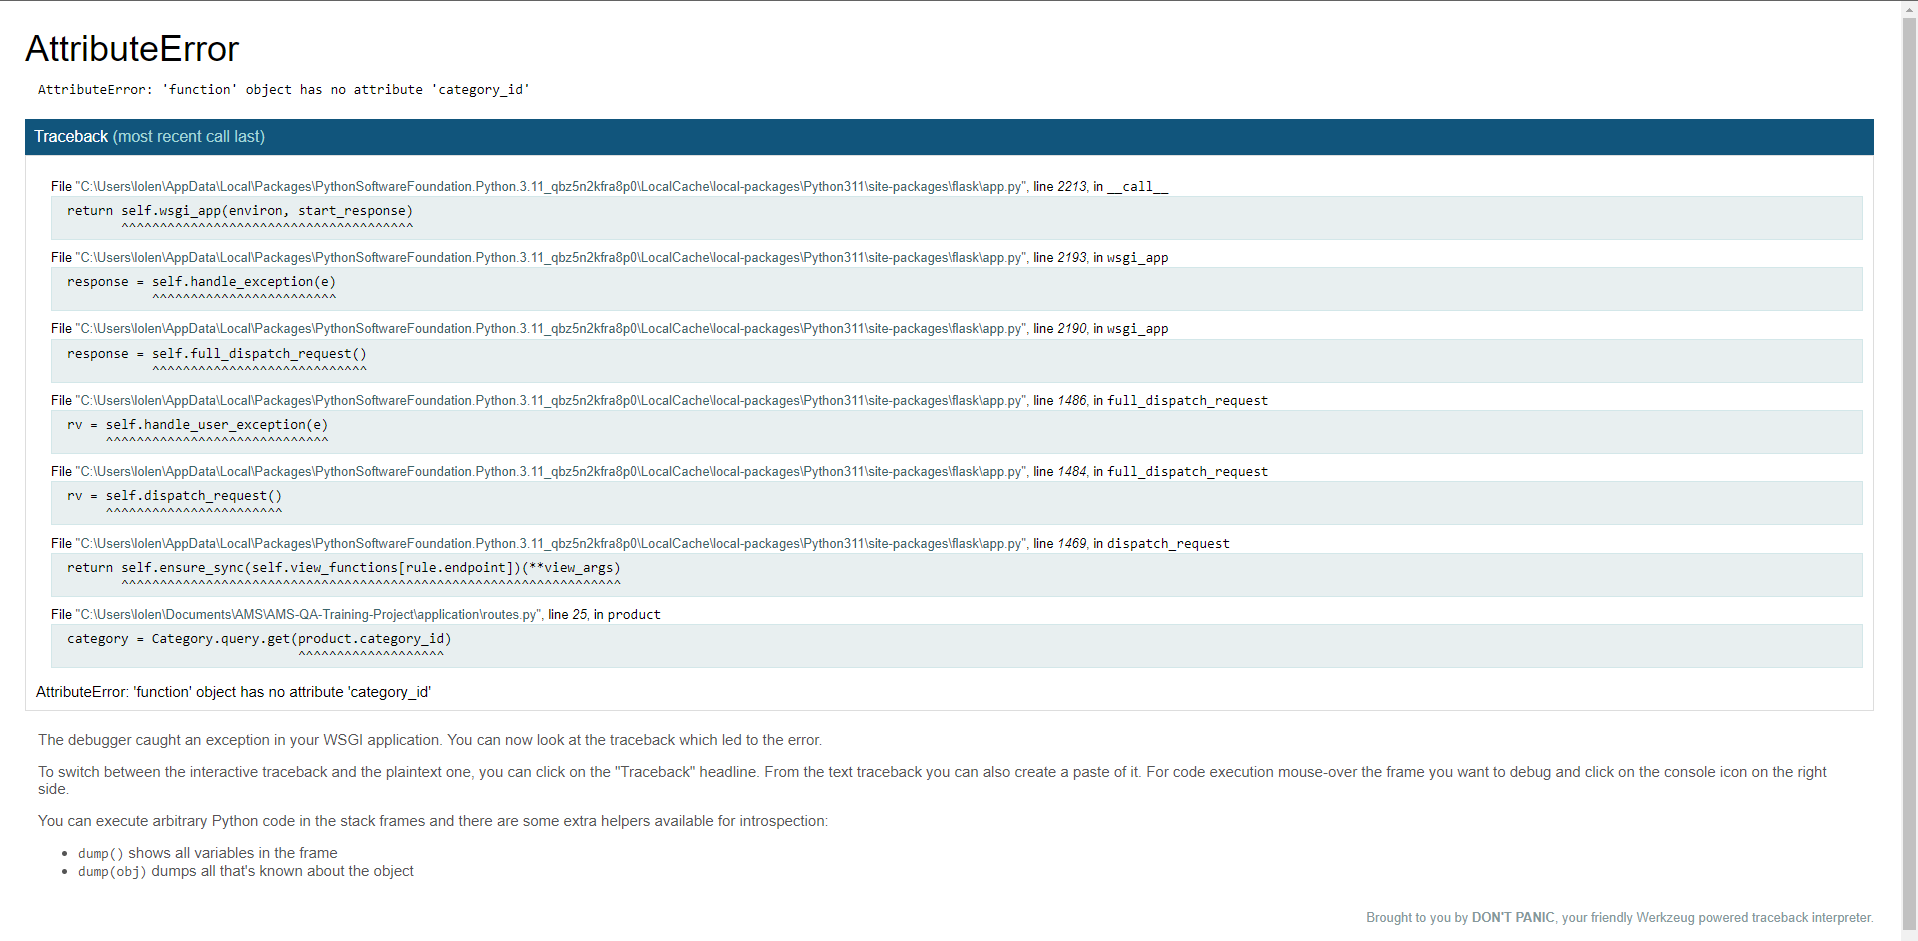 AttributeError
AttributeError: 'function' object has no attribute 'category_id'
Traceback (most recent call last)
File "C:\Users\lolen\AppData\Local\Packages\PythonSoftwareFoundation.Python.3.11_qbz5n2kfra8p0\LocalCache\local-packages\Python311\site-packages\flask\app.py", line 2213, in __call__
return self.wsgi_app(environ, start_response)
^^^^^^^^^^^^^^^^^^^^^^^^^^^^^^^^^^^^^^
File "C:\Users\lolen\AppData\Local\Packages\PythonSoftwareFoundation.Python.3.11_qbz5n2kfra8p0\LocalCache\local-packages\Python311\site-packages\flask\app.py", line 2193, in wsgi_app
response = self.handle_exception(e)
^^^^^^^^^^^^^^^^^^^^^^^^
File "C:\Users\lolen\AppData\Local\Packages\PythonSoftwareFoundation.Python.3.11_qbz5n2kfra8p0\LocalCache\local-packages\Python311\site-packages\flask\app.py", line 2190, in wsgi_app
response = self.full_dispatch_request()
^^^^^^^^^^^^^^^^^^^^^^^^^^^^
File "C:\Users\lolen\AppData\Local\Packages\PythonSoftwareFoundation.Python.3.11_qbz5n2kfra8p0\LocalCache\local-packages\Python311\site-packages\flask\app.py", line 1486, in full_dispatch_request
rv = self.handle_user_exception(e)
^^^^^^^^^^^^^^^^^^^^^^^^^^^^^
File "C:\Users\lolen\AppData\Local\Packages\PythonSoftwareFoundation.Python.3.11_qbz5n2kfra8p0\LocalCache\local-packages\Python311\site-packages\flask\app.py", line 1484, in full_dispatch_request
rv = self.dispatch_request()
^^^^^^^^^^^^^^^^^^^^^^^
File "C:\Users\lolen\AppData\Local\Packages\PythonSoftwareFoundation.Python.3.11_qbz5n2kfra8p0\LocalCache\local-packages\Python311\site-packages\flask\app.py", line 1469, in dispatch_request
return self.ensure_sync(self.view_functions[rule.endpoint])(**view_args)
^^^^^^^^^^^^^^^^^^^^^^^^^^^^^^^^^^^^^^^^^^^^^^^^^^^^^^^^^^^^^^^^^
File "C:\Users\lolen\Documents\AMS\AMS-QA-Training-Project\application\routes.py", line 25, in product
category = Category.query.get(product.category_id)
^^^^^^^^^^^^^^^^^^^
AttributeError: 'function' object has no attribute 'category_id'
The debugger caught an exception in your WSGI application. You can now look at the traceback which led to the error.
To switch between the interactive traceback and the plaintext one, you can click on the "Traceback" headline. From the text traceback you can also create a paste of it. For code execution mouse-over the frame you want to debug and click on the console icon on the right
side.
You can execute arbitrary Python code in the stack frames and there are some extra helpers available for introspection:
• dump() shows all variables in the frame
• dump(obj) dumps all that's known about the object
Brought to you by DON'T PANIC, your friendly Werkzeug powered traceback interpreter.